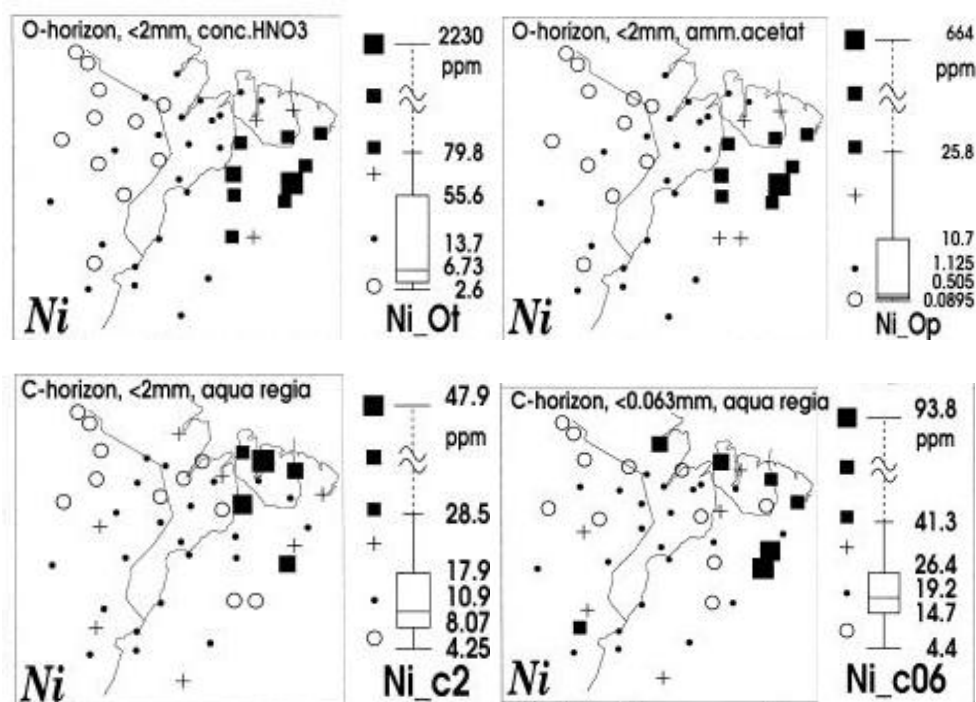 O-horizon, <2mm, conc.HNO3
Ni
2230
ppm
79.8
55.6
13.7
6.73
2.6
Ni_Ot
O-horizon, <2mm, amm.acetat
Ni
664
ppm
25.8
10.7
1.125
0.505
0.0895
Ni_Op
C-horizon, <2mm, aqua regia
Ni
47.9
ppm
28.5
17.9
10.9
8.07
4.25
Ni_c2
C-horizon, <0.063mm, aqua regia
Ni
93.8
ppm
41.3
26.4
19.2
14.7
4.4
Ni_c06